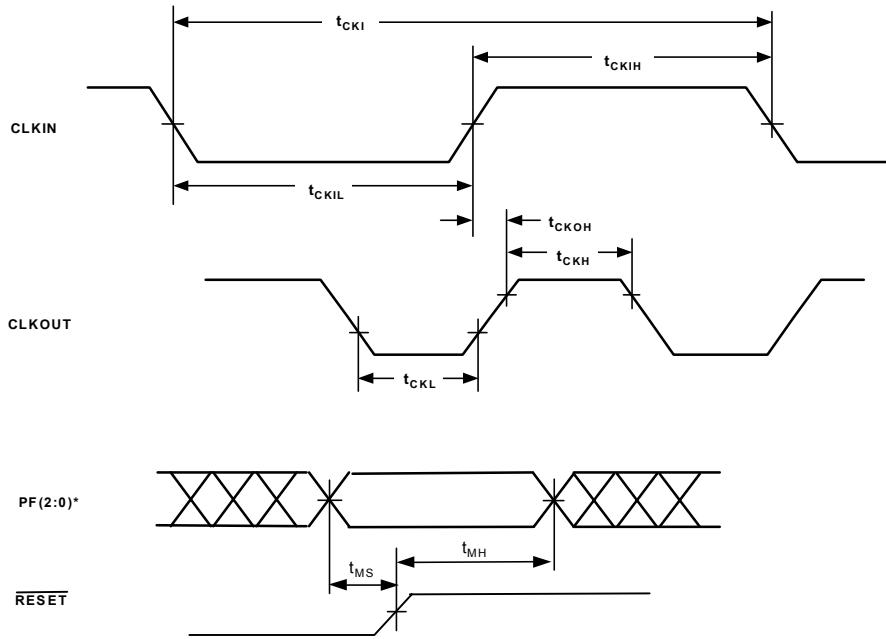 tCKI
tCKIH
CLKIN
tCKIL
tCKOH
tCKH
CLKOUT
tCKL
PF(2:0)*
tMH
tMS
RESET